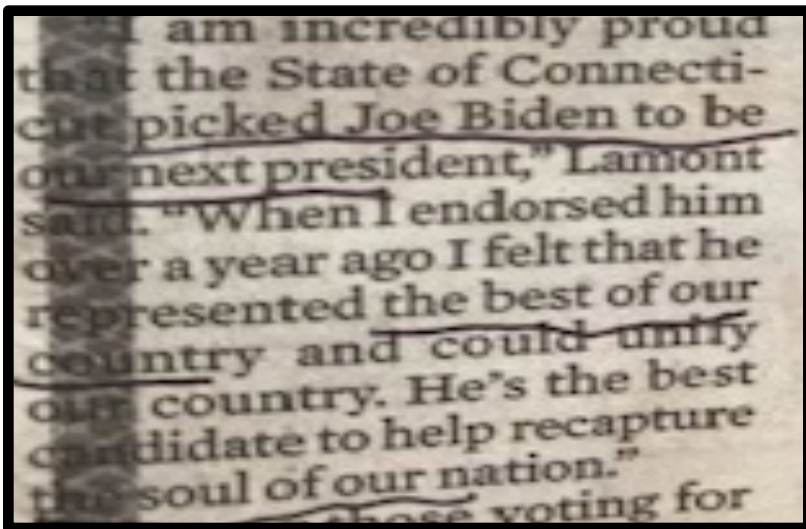 "I am incredibly proud
that the State of Connecti-
cut picked Joe Biden to be
our next president," Lamont
said. "When I endorsed him
over a year ago I felt that he
represented the best of our
country and could unify
our country. He's the best
candidate to help recapture
the soul of our nation."
those voting for